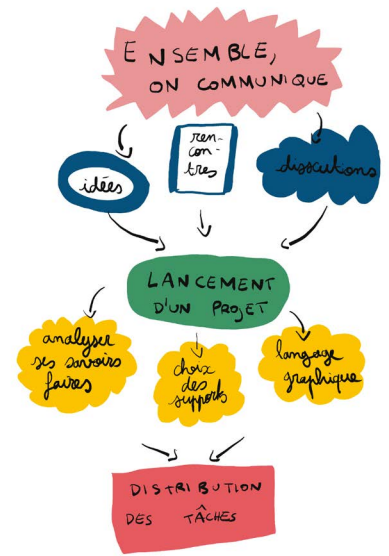 ENSEMBLE,
ON COMMUNIQUE
idées
ren-
con-
tres
disscutons
LANCEMENT
D'UN PROJET
analyser
ses savoirs
faires
choix
des
supports
langage
graphique
DISTRIBUTION
DES TÂCHES